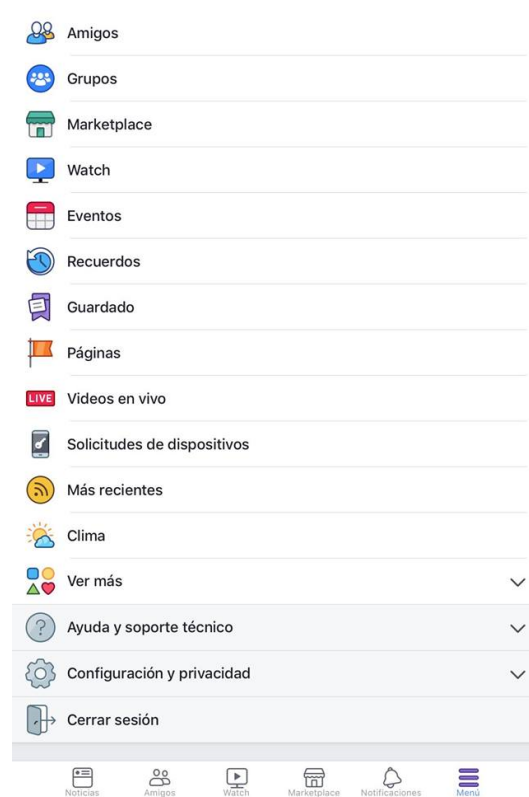 Amigos
Grupos
Marketplace
Watch
Eventos
Recuerdos
Guardado
Páginas
LIVE Videos en vivo
Solicitudes de dispositivos
Más recientes
Clima
Ver más
? Ayuda y soporte técnico
Configuración y privacidad
Cerrar sesión
Noticias Amigos Watch Marketplace Notificaciones Menú